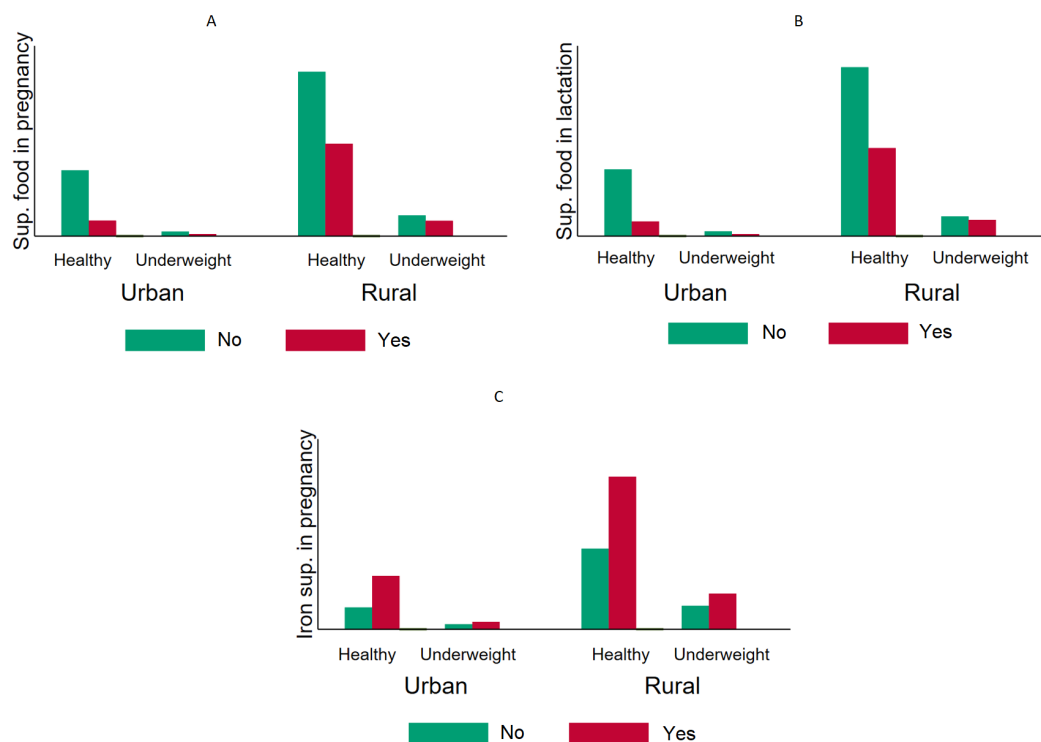 A
Sup. food in pregnancy
Healthy Underweight Healthy Underweight
Urban Rural
No Yes
B
Sup. food in lactation
Healthy Underweight Healthy Underweight
Urban Rural
No Yes
C
Iron sup. in pregnancy
Healthy Underweight Healthy Underweight
Urban Rural
No Yes